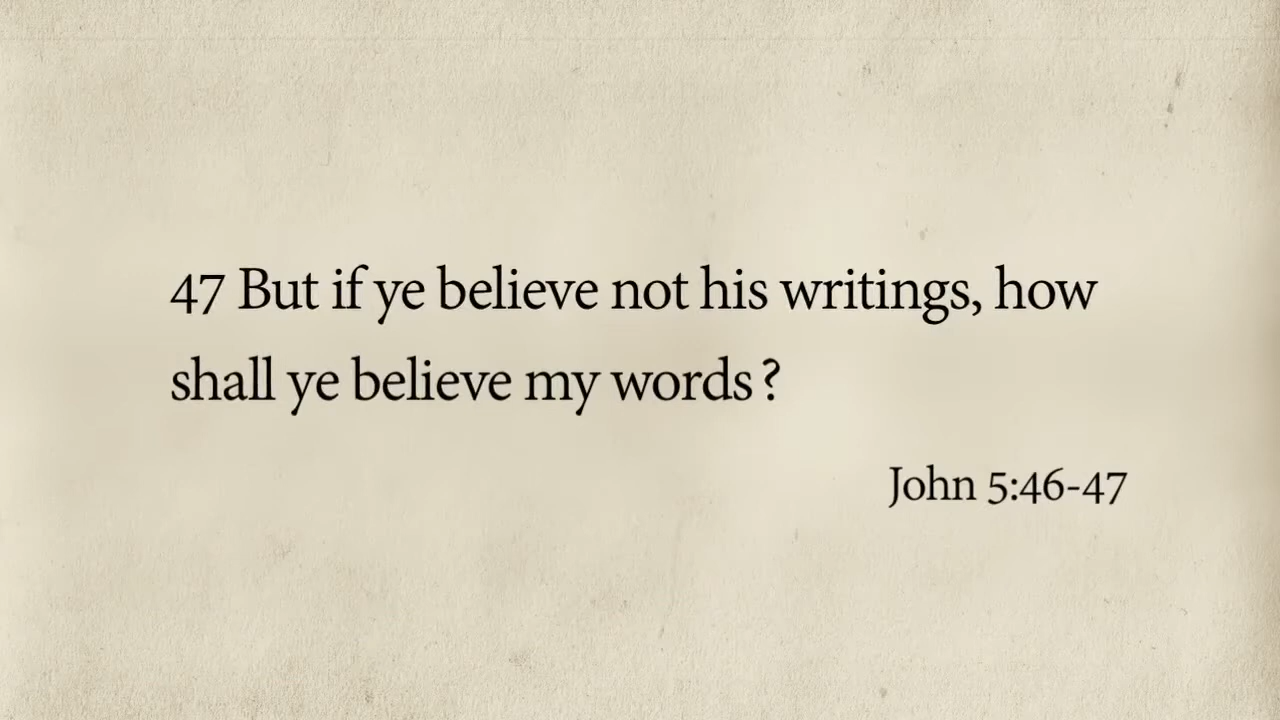 47 But if ye believe not his writings, how
shall ye believe my words?
John 5:46-47